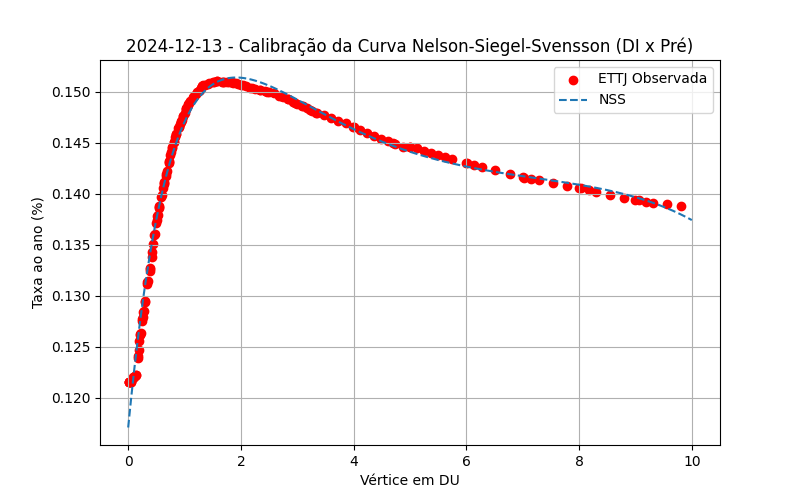 2024-12-13 - Calibração da Curva Nelson-Siegel-Svensson (DI x Pré)
ETTJ Observada
NSS
Taxa ao ano (%)
0.150
0.145
0.140
0.135
0.130
0.125
0.120
0 2 4 6 8 10
Vértice em DU